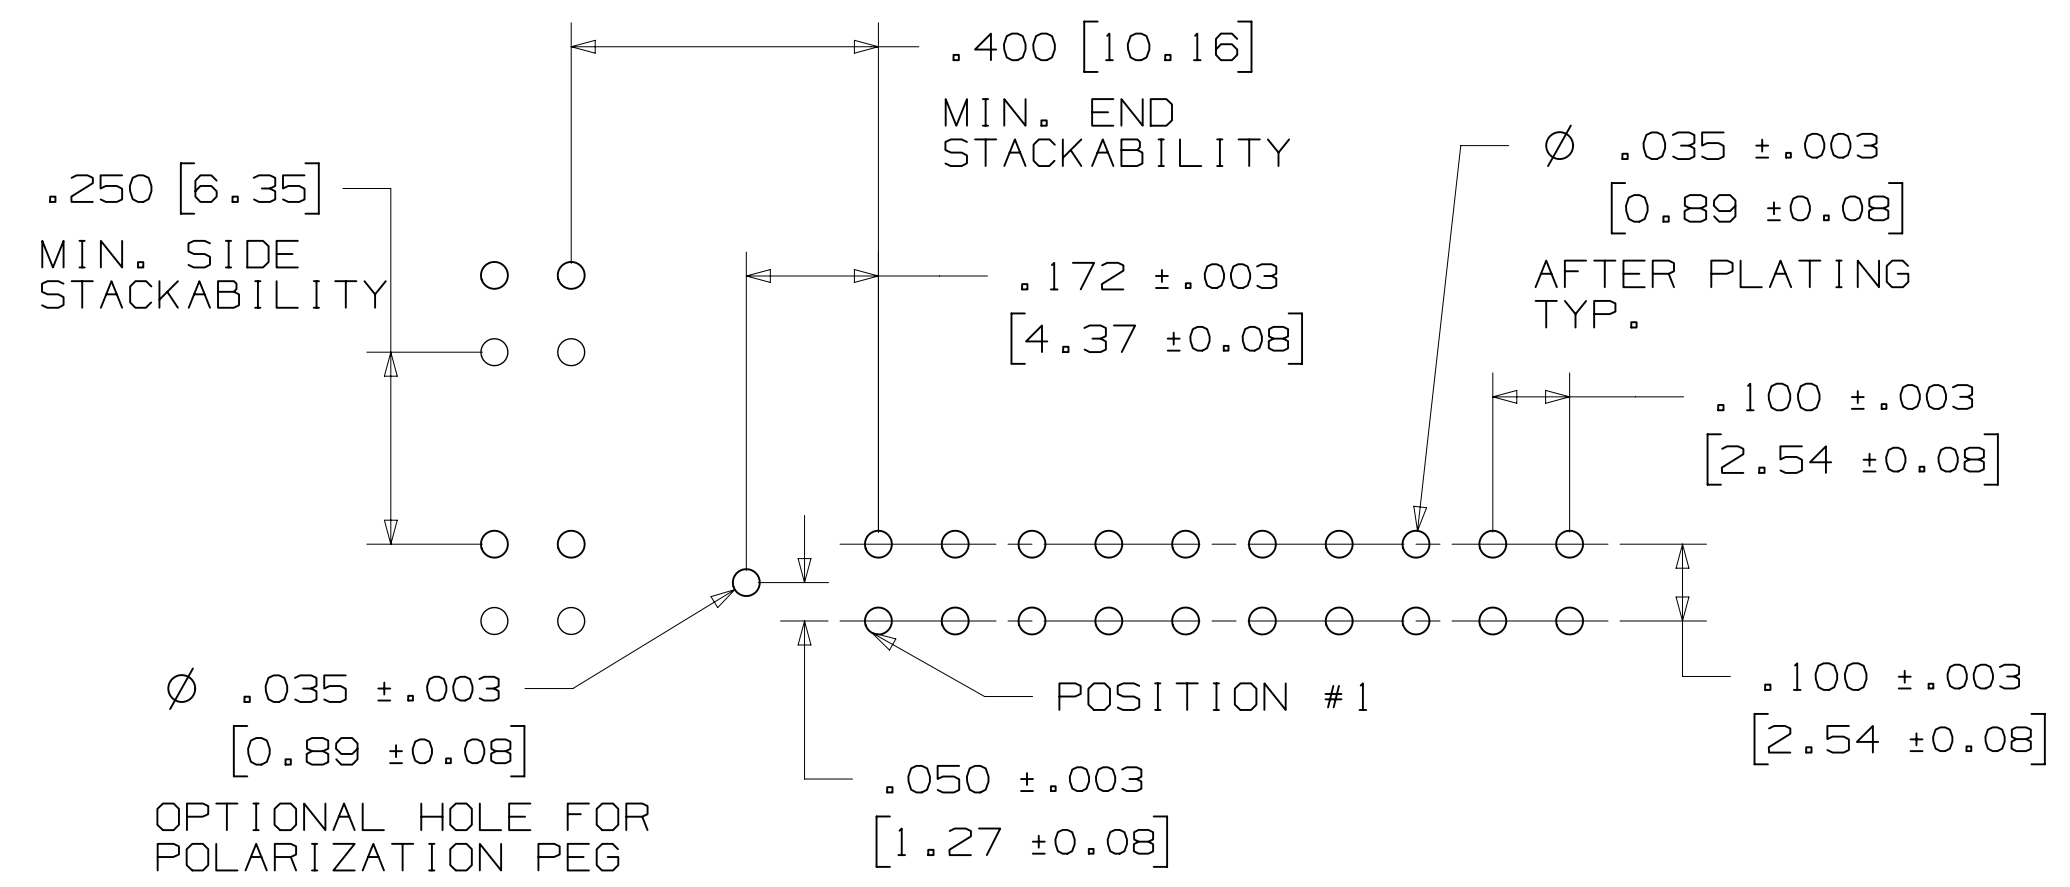 .400 [10.16]
MIN. END
STACKABILITY
.250 [6.35]
MIN. SIDE
STACKABILITY
Ø .035 ±.003
[0.89 ±0.08]
AFTER PLATING
TYP.
.172 ±.003
[4.37 ±0.08]
.100 ±.003
[2.54 ±0.08]
Ø .035 ±.003
[0.89 ±0.08]
OPTIONAL HOLE FOR
POLARIZATION PEG
POSITION #1
.050 ±.003
[1.27 ±0.08]
.100 ±.003
[2.54 ±0.08]